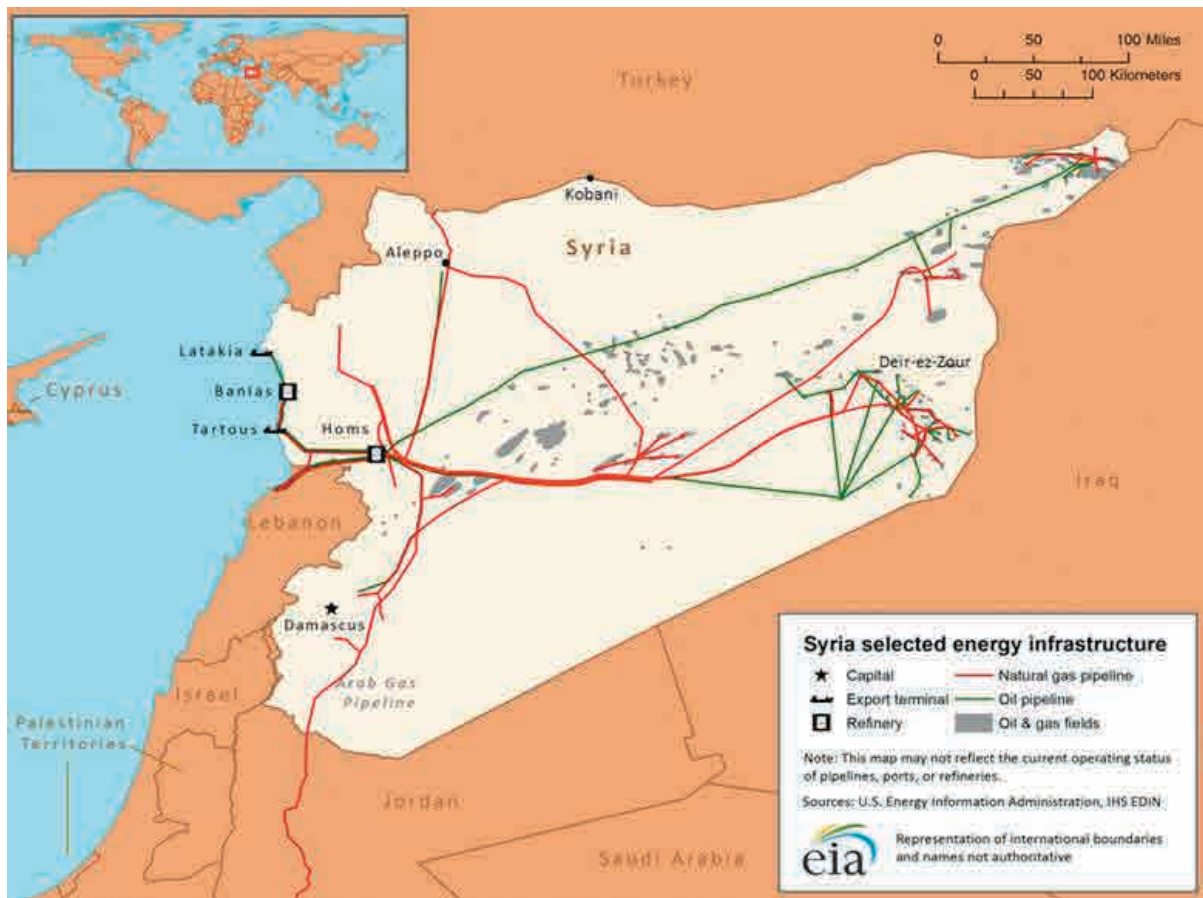 0 50 100 Miles
0 50 100 Kilometers
Turkey
Kobani
Syria
Aleppo
Latakia
Cyprus
Banias
Deir-ez-Zour
Tartous
Homs
Iraq
Lebanon
Damascus
Arab Gas
Pipeline
Israel
Palestinian
Territories
Jordan
Saudi Arabia
Syria selected energy infrastructure
Capital
Natural gas pipeline
Export terminal
Oil pipeline
Refinery
Oil & gas fields
Note: This map may not reflect the current operating status
of pipelines, ports, or refineries.
Sources: U.S. Energy Information Administration, IHS EDIN
eia
Representation of international boundaries
and names not authoritative